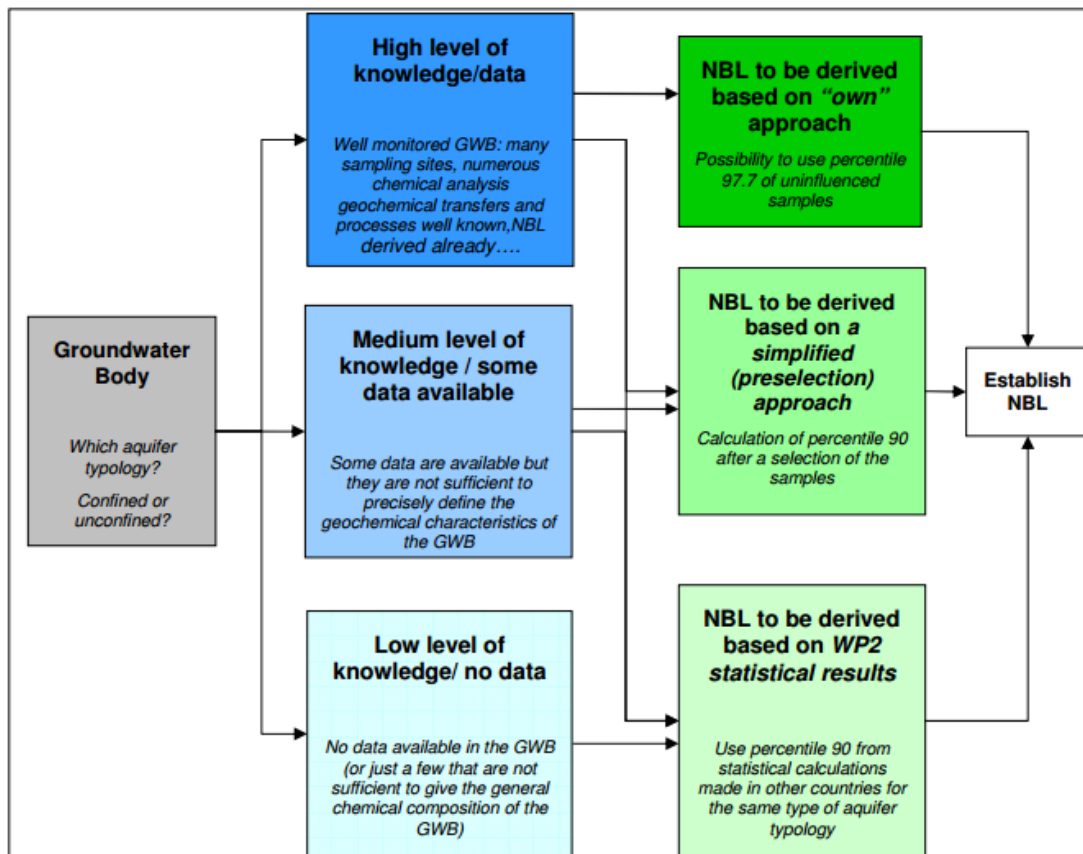 Groundwater
Body
Which aquifer
typology?
Confined or
unconfined?
High level of
knowledge/data
Well monitored GWB: many
sampling sites, numerous
chemical analysis
geochemical transfers and
processes well known,NBL
derived already….
Medium level of
knowledge / some
data available
Some data are available but
they are not sufficient to
precisely define the
geochemical characteristics of
the GWB
Low level of
knowledge/ no data
No data available in the GWB
(or just a few that are not
sufficient to give the general
chemical composition of the
GWB)
NBL to be derived
based on “own”
approach
Possibility to use percentile
97.7 of uninfluenced
samples
NBL to be derived
based on a
simplified
(preselection)
approach
Calculation of percentile 90
after a selection of the
samples
NBL to be derived
based on WP2
statistical results
Use percentile 90 from
statistical calculations
made in other countries for
the same type of aquifer
typology
Establish
NBL